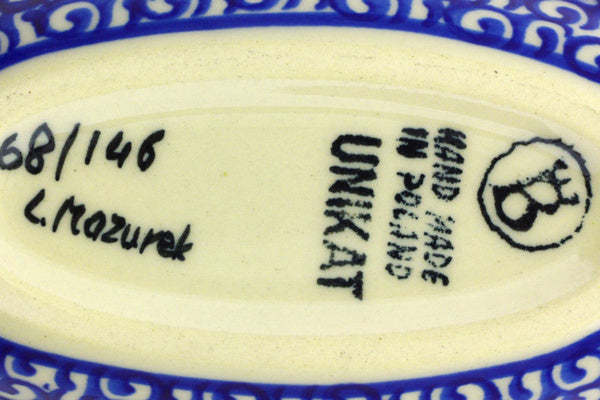 68/146
L. Mazurek
HAND MADE
IN POLAND
UNIKAT
B